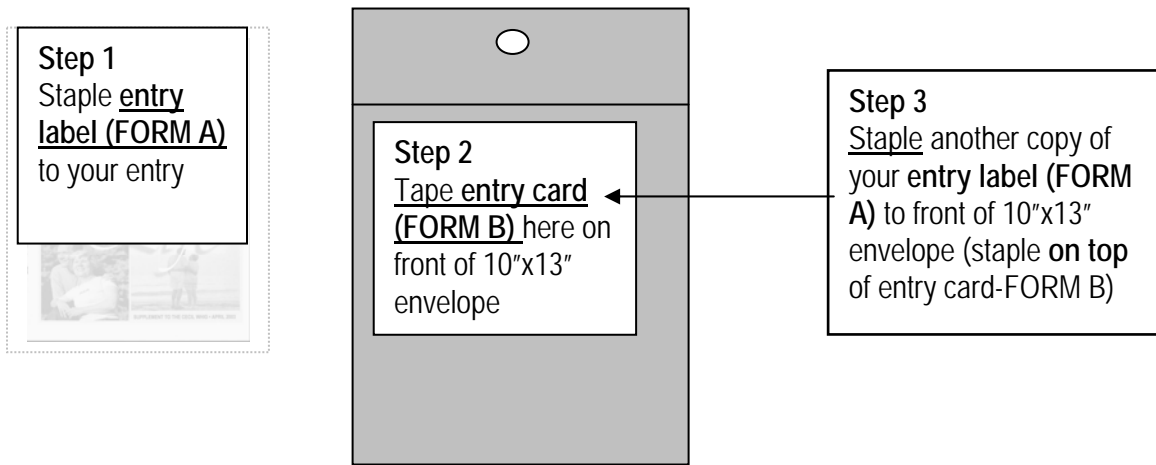 Step 1
Staple entry
label (FORM A)
to your entry
Step 2
Tape entry card
(FORM B) here on
front of 10"x13"
envelope
Step 3
Staple another copy of
your entry label (FORM
A) to front of 10"x13"
envelope (staple on top
of entry card-FORM B)